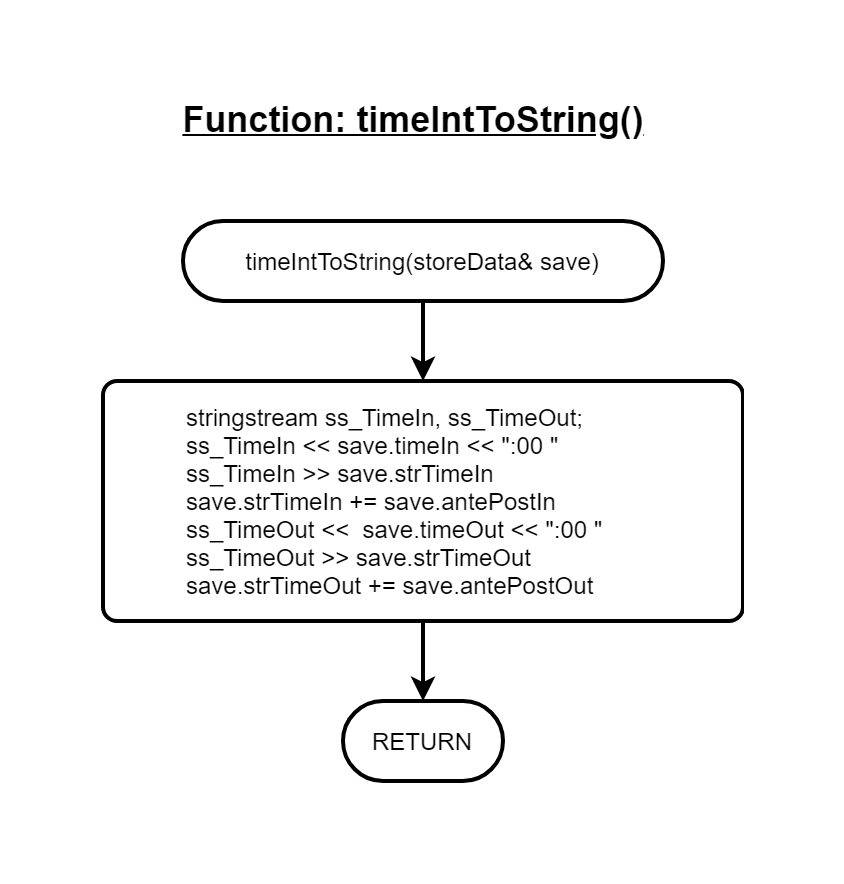 Function: timeIntToString()
timeIntToString(storeData& save)
stringstream ss_TimeIn, ss_TimeOut;
ss_TimeIn << save.timeIn << ":00 "
ss_TimeIn >> save.strTimeIn
save.strTimeIn += save.antePostIn
ss_TimeOut <<  save.timeOut << ":00 "
ss_TimeOut >> save.strTimeOut
save.strTimeOut += save.antePostOut
RETURN